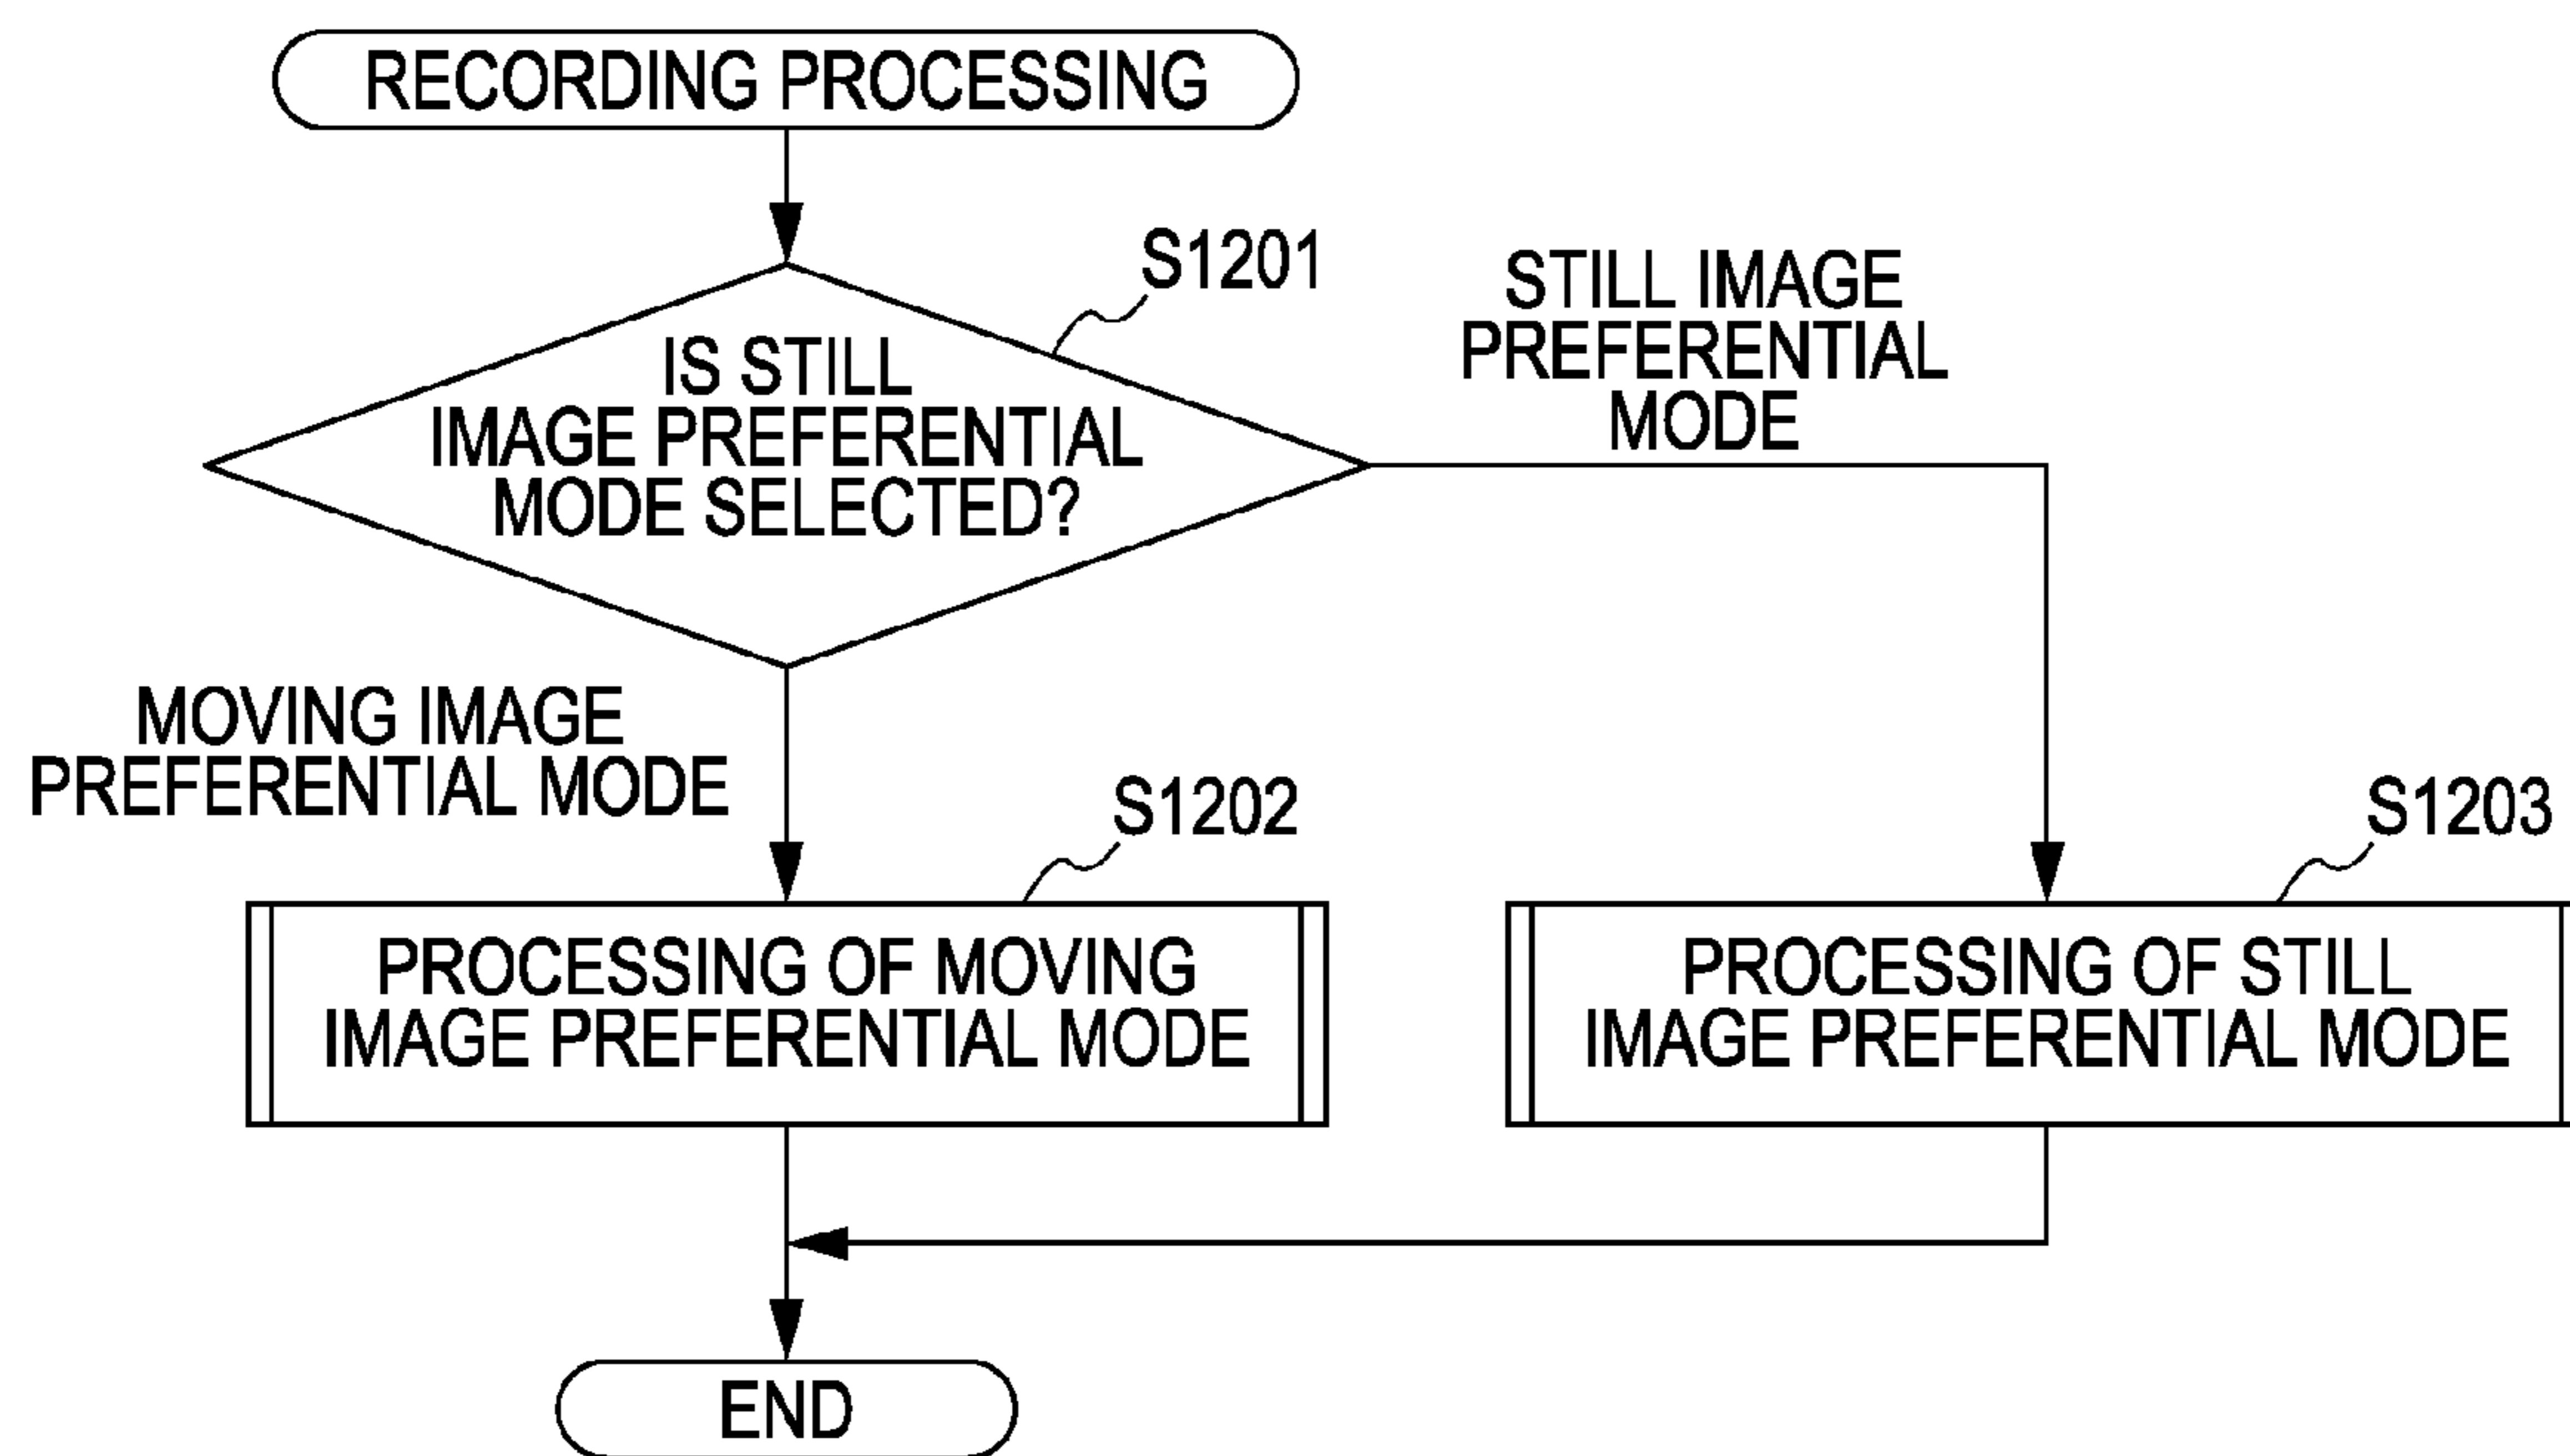 RECORDING PROCESSING
S1201
IS STILL
IMAGE PREFERENTIAL
MODE SELECTED?
STILL IMAGE
PREFERENTIAL
MODE
MOVING IMAGE
PREFERENTIAL MODE
S1202
PROCESSING OF MOVING
IMAGE PREFERENTIAL MODE
S1203
PROCESSING OF STILL
IMAGE PREFERENTIAL MODE
END